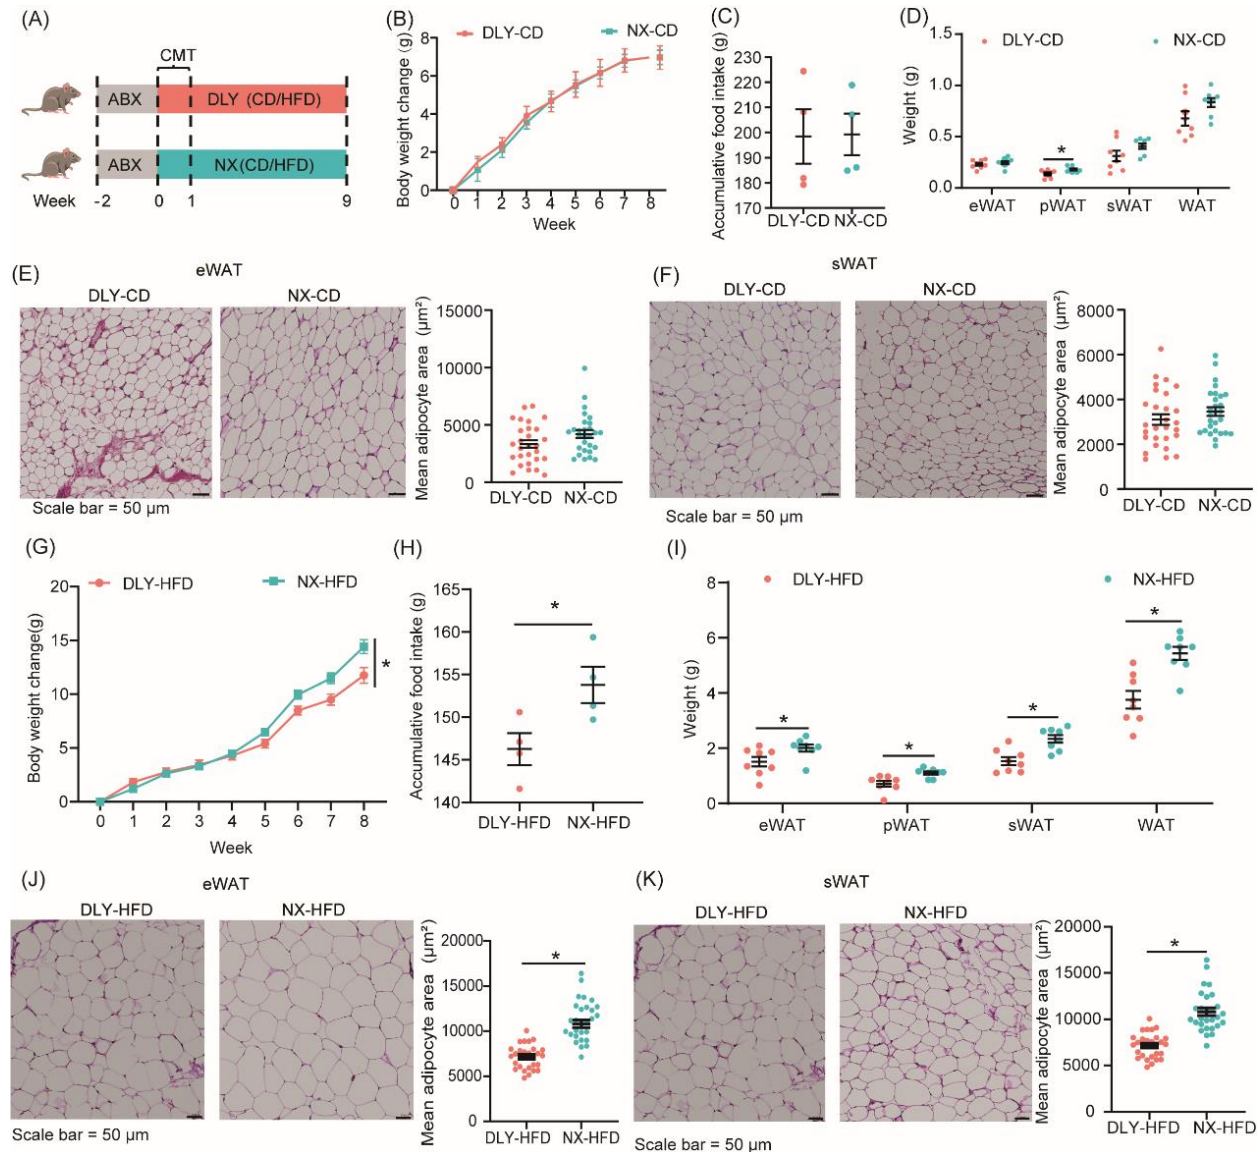 (A)
CMT
ABX
DLY (CD/HFD)
ABX
NX(CD/HFD)
Week
-2
0
1
9
(B)
DLY-CD
NX-CD
Body weight change (g)
8
6
4
2
0
0 1 2 3 4 5 6 7 8
Week
(C)
Accumulative food intake (g)
230
220
210
200
190
180
170
DLY-CD NX-CD
(D)
DLY-CD
NX-CD
Weight (g)
1.5
1.0
0.5
0.0
*
eWAT pWAT sWAT WAT
(E)
eWAT
DLY-CD
NX-CD
Scale bar = 50 µm
Mean adipocyte area (µm²)
15000
10000
5000
0
DLY-CD NX-CD
(F)
sWAT
DLY-CD
NX-CD
Scale bar = 50 µm
Mean adipocyte area (µm²)
8000
6000
4000
2000
0
DLY-CD NX-CD
(G)
DLY-HFD
NX-HFD
Body weight change(g)
20
15
10
5
0
*
0 1 2 3 4 5 6 7 8
Week
(H)
Accumulative food intake (g)
165
160
155
150
145
140
*
DLY-HFD NX-HFD
(I)
DLY-HFD
NX-HFD
Weight (g)
8
6
4
2
0
*
*
*
*
eWAT pWAT sWAT WAT
(J)
eWAT
DLY-HFD
NX-HFD
Scale bar = 50 µm
Mean adipocyte area (µm²)
20000
15000
10000
5000
0
*
DLY-HFD NX-HFD
(K)
sWAT
DLY-HFD
NX-HFD
Scale bar = 50 µm
Mean adipocyte area (µm²)
20000
15000
10000
5000
0
*
DLY-HFD NX-HFD